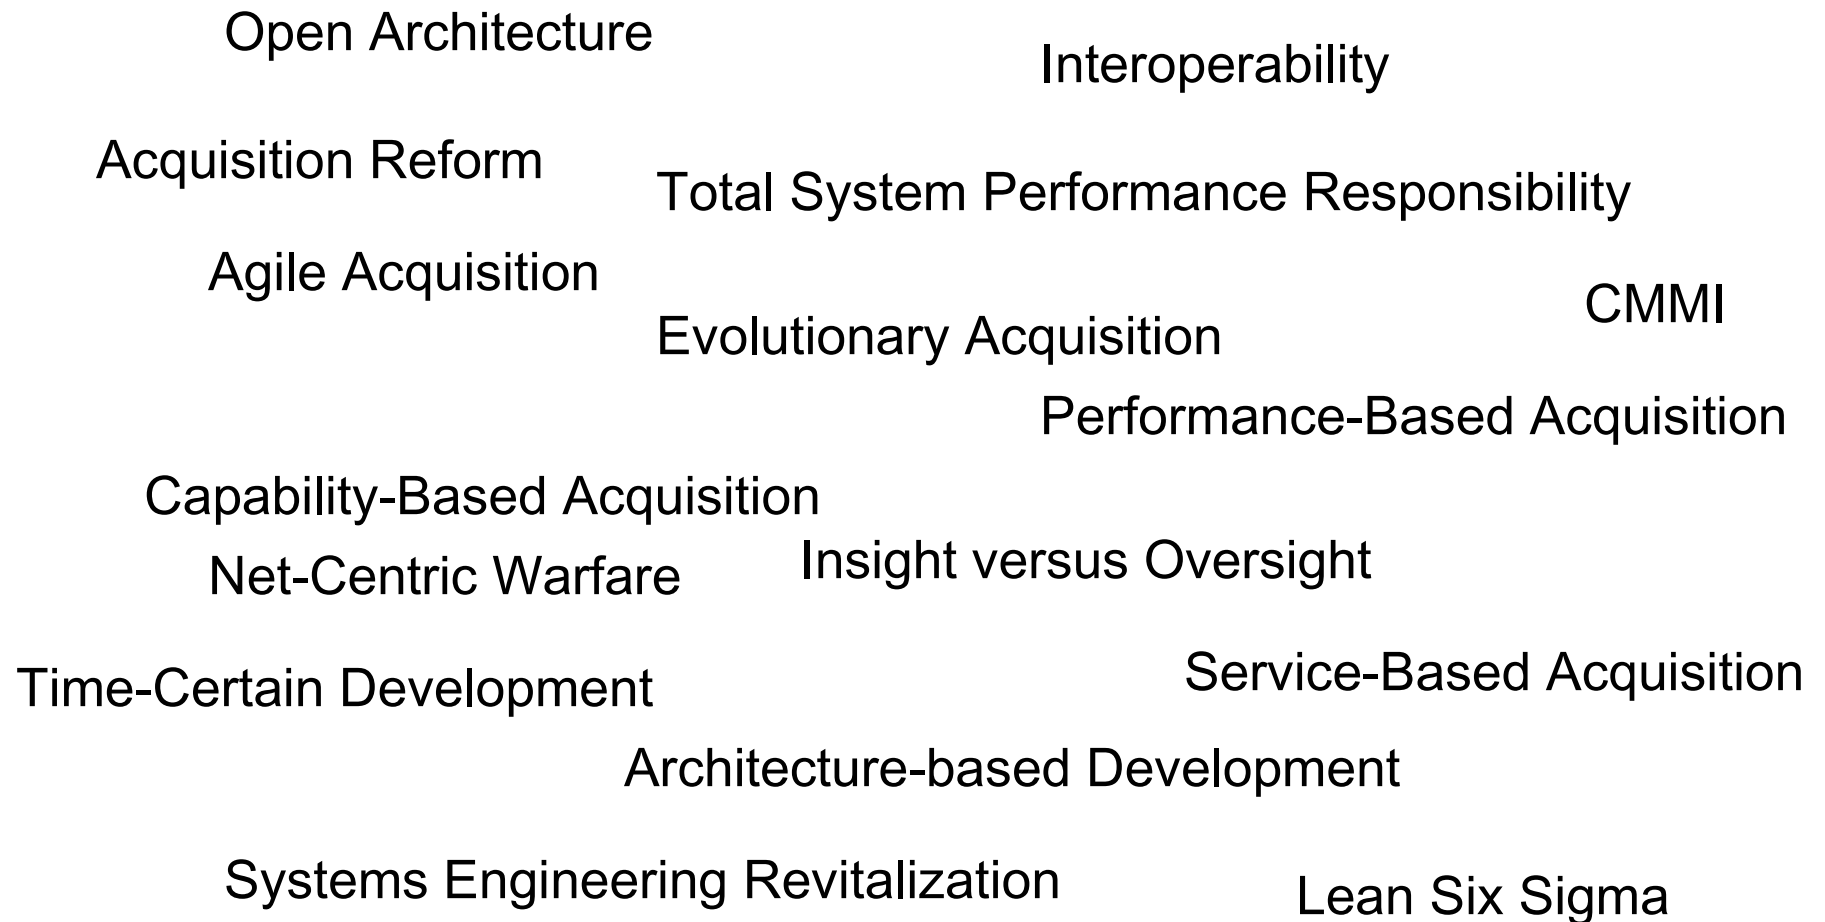 Open Architecture
Interoperability
Acquisition Reform
Total System Performance Responsibility
Agile Acquisition
CMMI
Evolutionary Acquisition
Performance-Based Acquisition
Capability-Based Acquisition
Insight versus Oversight
Net-Centric Warfare
Service-Based Acquisition
Time-Certain Development
Architecture-based Development
Systems Engineering Revitalization
Lean Six Sigma